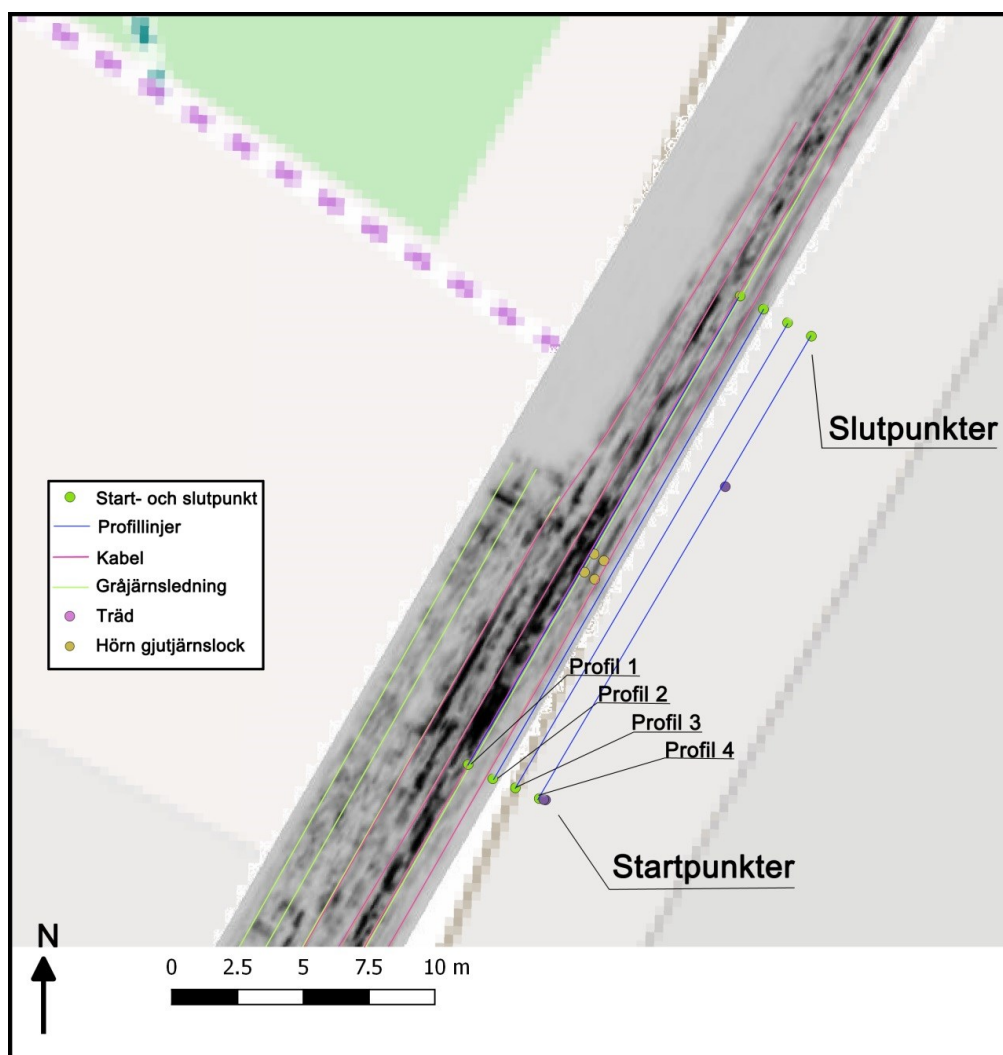 Slutpunkter
Start- och slutpunkt
Profillinjer
Kabel
Gråjärnsledning
Träd
Hörn gjutjärnslock
Profil 1
Profil 2
Profil 3
Profil 4
Startpunkter
N
0 2.5 5 7.5 10 m